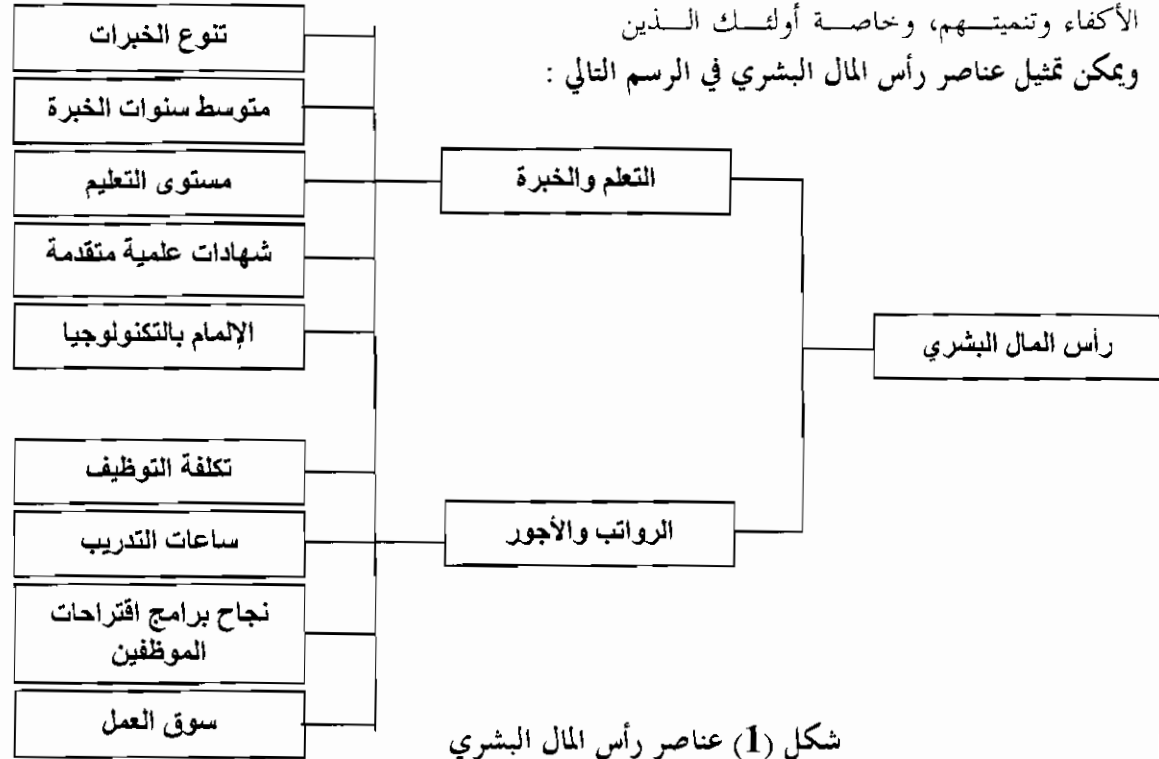 الأكفاء وتنميتهم، وخاصة أولئك الذين
ويمكن تمثيل عناصر رأس المال البشري في الرسم التالي :
رأس المال البشري
التعلم والخبرة
تنوع الخبرات
متوسط سنوات الخبرة
مستوى التعليم
شهادات علمية متقدمة
الإلمام بالتكنولوجيا
الرواتب والأجور
تكلفة التوظيف
ساعات التدريب
نجاح برامج اقتراحات
الموظفين
سوق العمل
شكل (1) عناصر رأس المال البشري